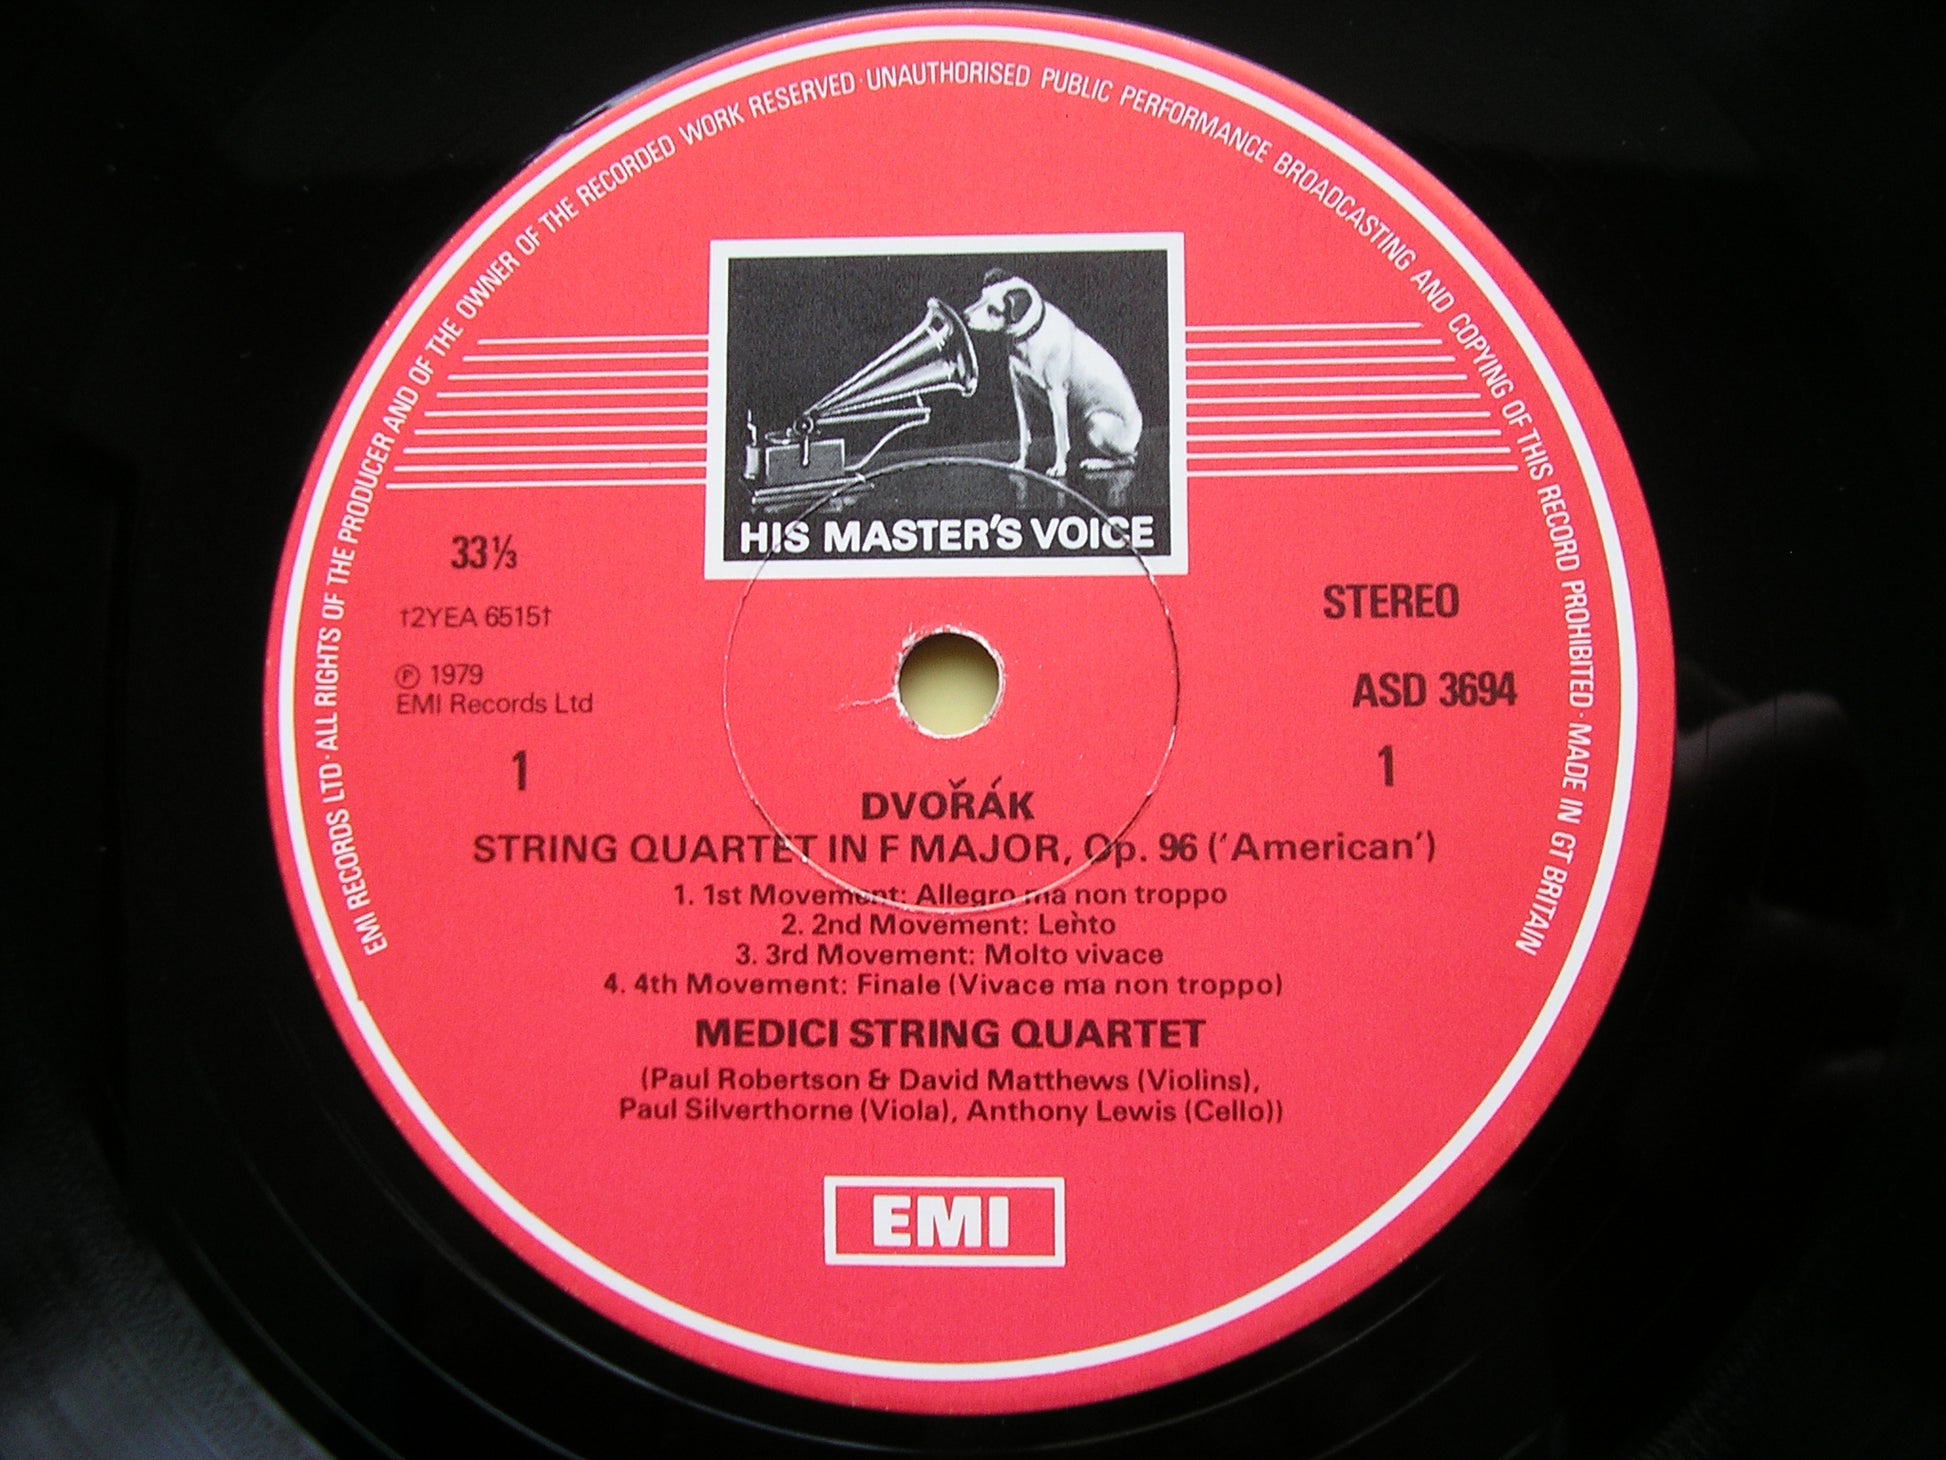 EMI RECORDS LTD · ALL RIGHTS OF THE PRODUCER AND OF THE OWNER OF THE RECORDED WORK RESERVED · UNAUTHORISED PUBLIC PERFORMANCE BROADCASTING AND COPYING OF THIS RECORD PROHIBITED · MADE IN GT BRITAIN
HIS MASTER'S VOICE
33⅓
†2YEA 6515†
℗ 1979
EMI Records Ltd
1
STEREO
ASD 3694
1
DVOŘÁK
STRING QUARTET IN F MAJOR, Op. 96 ('American')
1. 1st Movement: Allegro ma non troppo
2. 2nd Movement: Lento
3. 3rd Movement: Molto vivace
4. 4th Movement: Finale (Vivace ma non troppo)
MEDICI STRING QUARTET
(Paul Robertson & David Matthews (Violins),
Paul Silverthorne (Viola), Anthony Lewis (Cello))
EMI